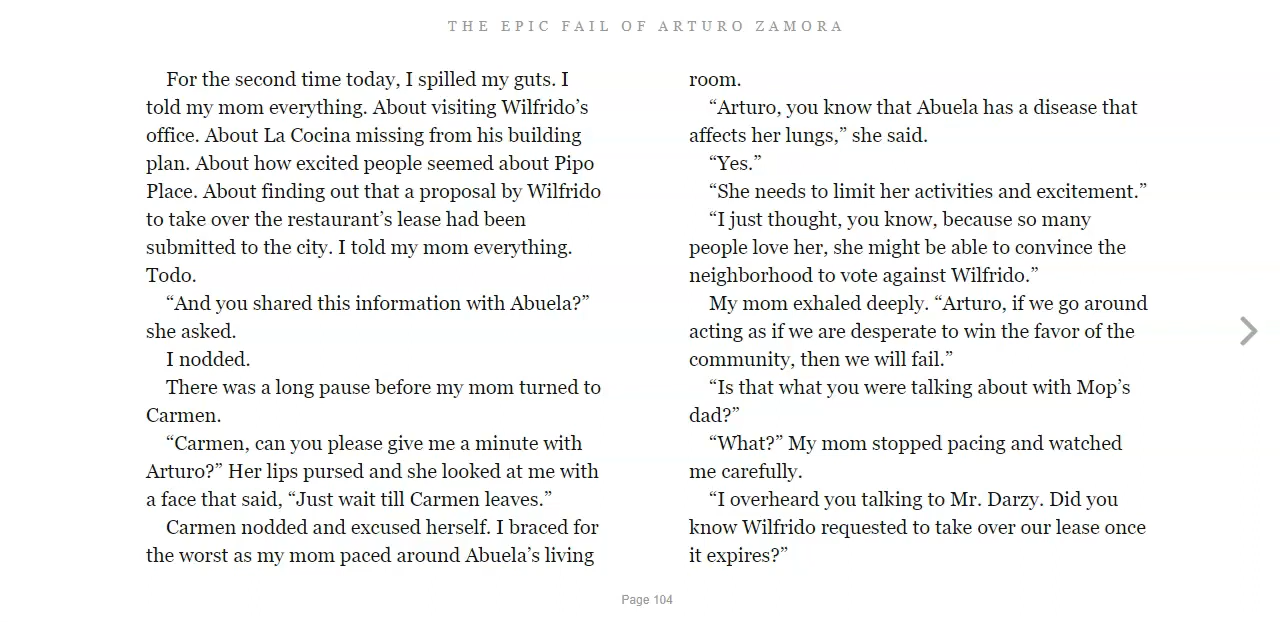 THE EPIC FAIL OF ARTURO ZAMORA
For the second time today, I spilled my guts. I
told my mom everything. About visiting Wilfrido’s
office. About La Cocina missing from his building
plan. About how excited people seemed about Pipo
Place. About finding out that a proposal by Wilfrido
to take over the restaurant’s lease had been
submitted to the city. I told my mom everything.
Todo.
“And you shared this information with Abuela?”
she asked.
I nodded.
There was a long pause before my mom turned to
Carmen.
“Carmen, can you please give me a minute with
Arturo?” Her lips pursed and she looked at me with
a face that said, “Just wait till Carmen leaves.”
Carmen nodded and excused herself. I braced for
the worst as my mom paced around Abuela’s living
room.
“Arturo, you know that Abuela has a disease that
affects her lungs,” she said.
“Yes.”
“She needs to limit her activities and excitement.”
“I just thought, you know, because so many
people love her, she might be able to convince the
neighborhood to vote against Wilfrido.”
My mom exhaled deeply. “Arturo, if we go around
acting as if we are desperate to win the favor of the
community, then we will fail.”
“Is that what you were talking about with Mop’s
dad?”
“What?” My mom stopped pacing and watched
me carefully.
“I overheard you talking to Mr. Darzy. Did you
know Wilfrido requested to take over our lease once
it expires?”
Page 104